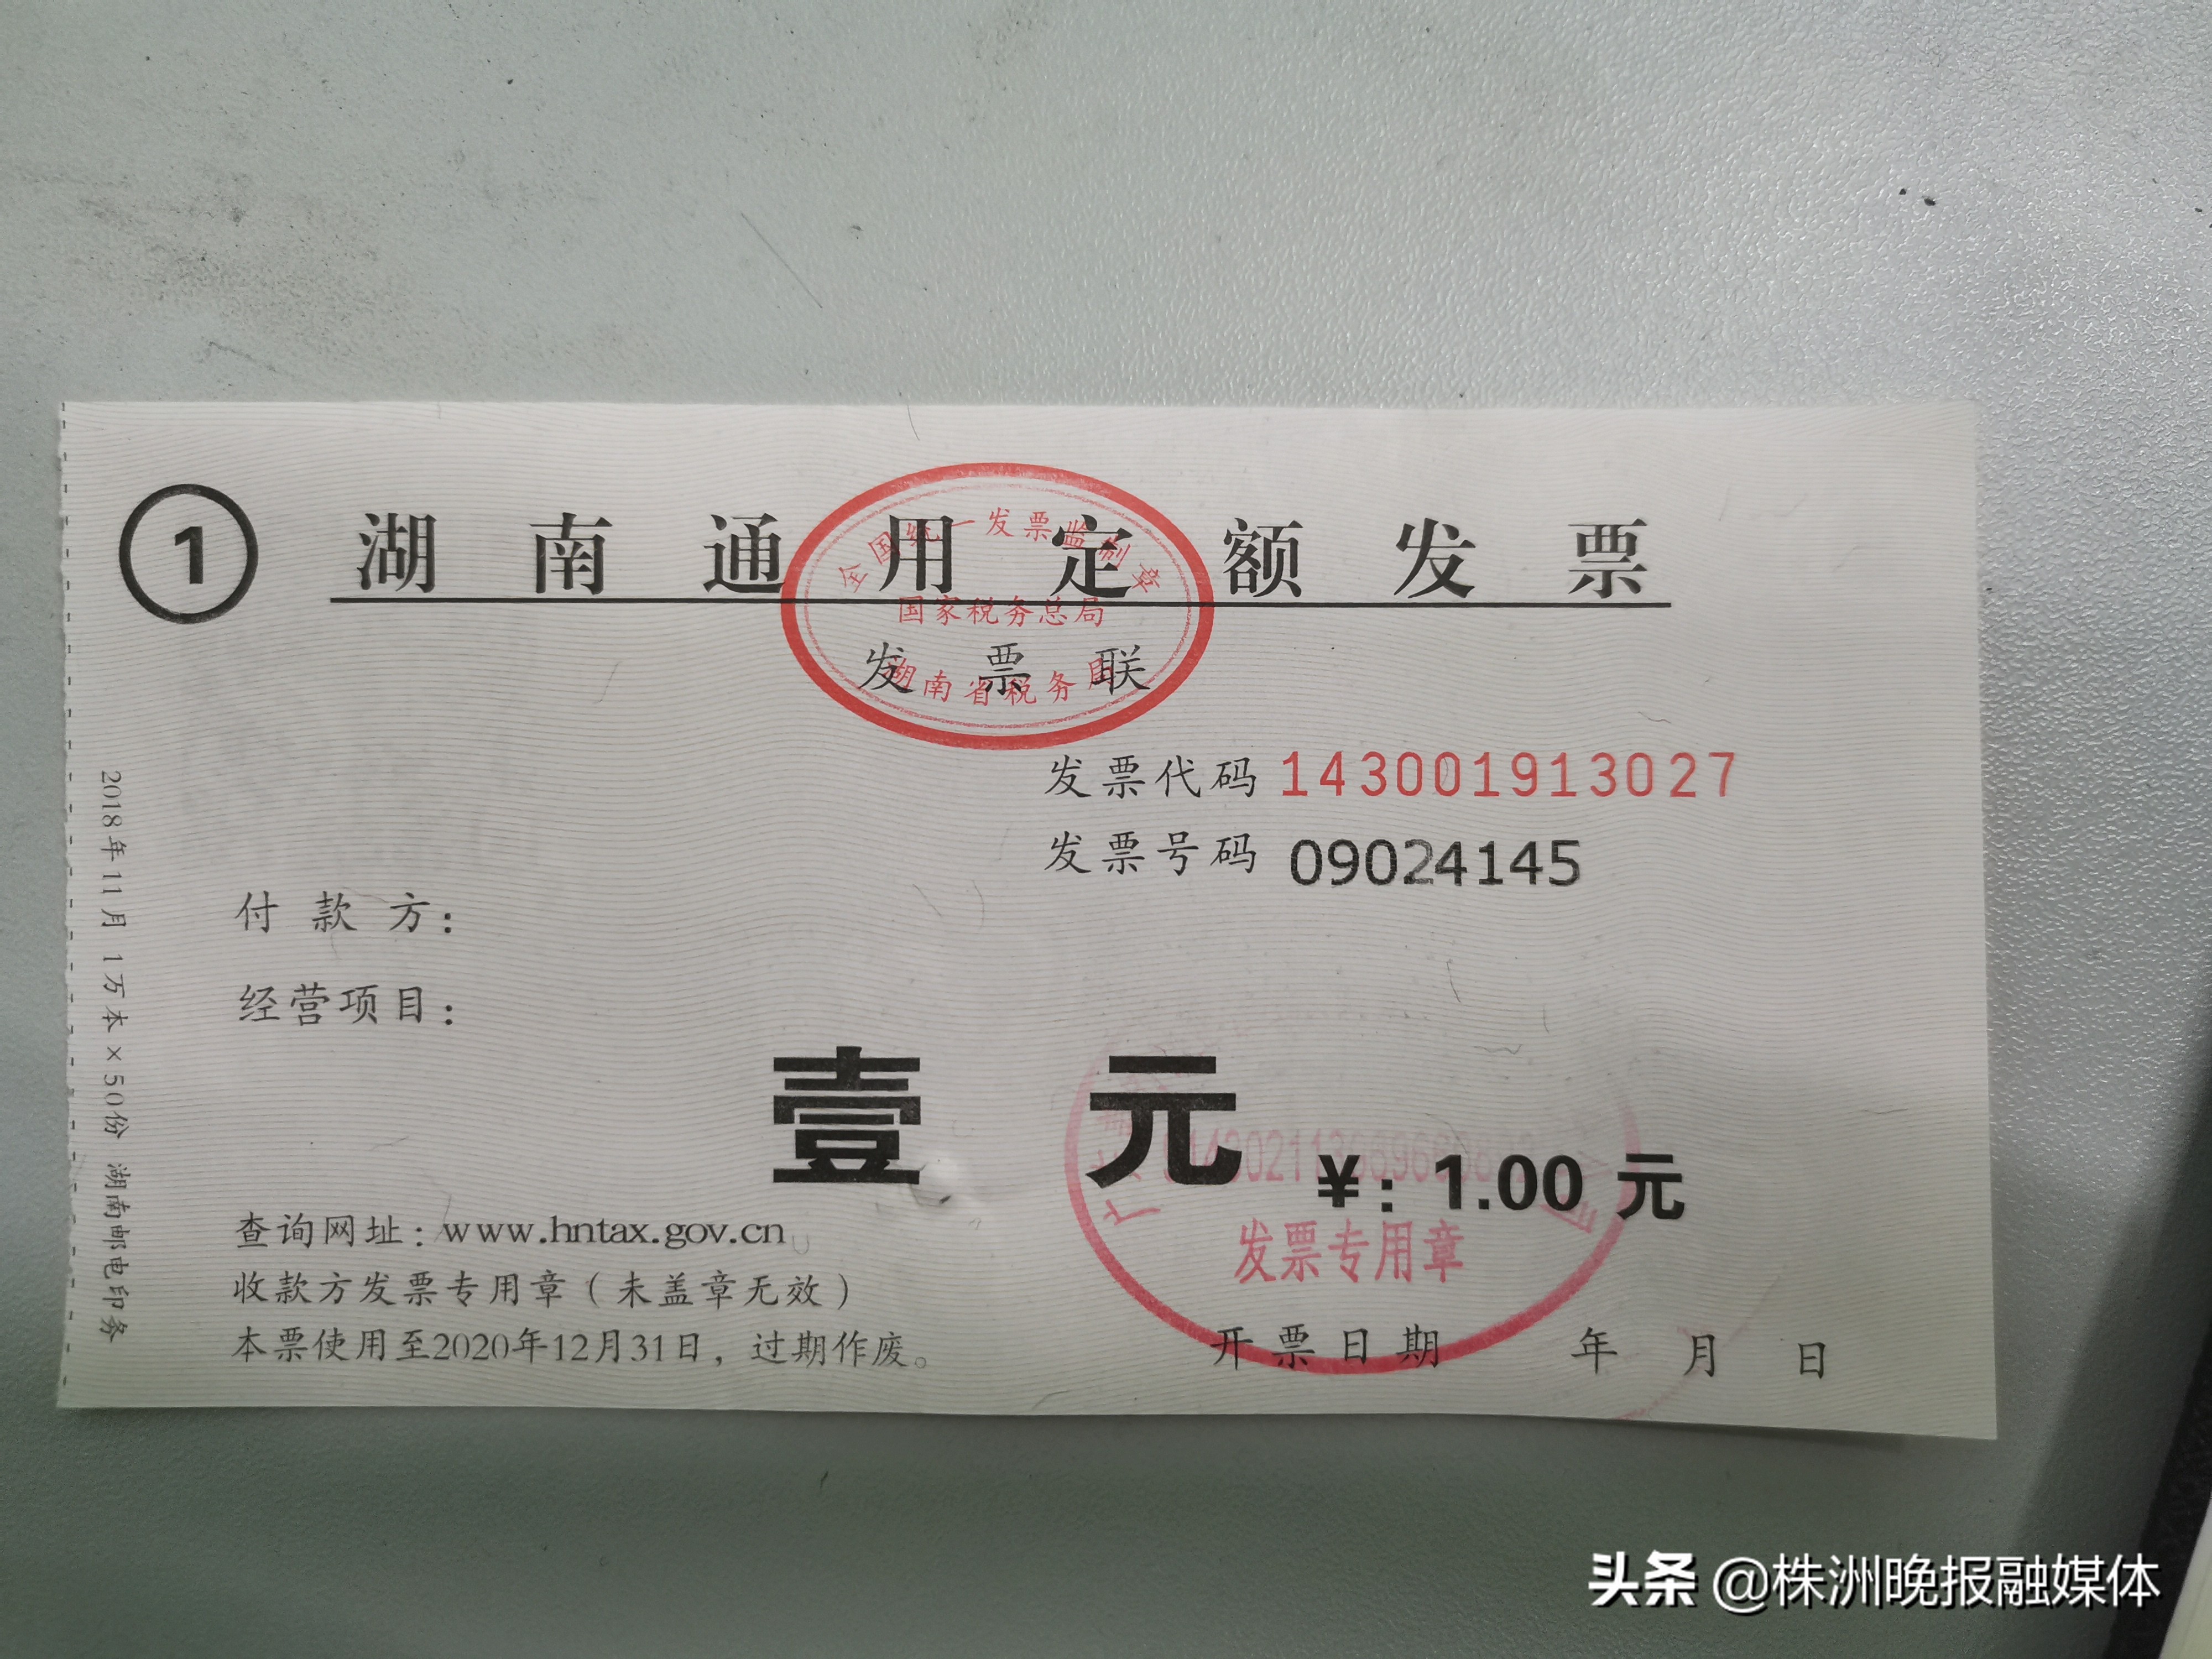 ① 湖南通用定额发票
全国统一发票监制章
国家税务总局
湖南省税务局
发票联
发票代码 143001913027
发票号码 09024145
付款方：
经营项目：
壹元
¥：1.00元
发票专用章
查询网址：www.hntax.gov.cn
收款方发票专用章（未盖章无效）
本票使用至2020年12月31日，过期作废。
开票日期 年 月 日
2018年11月 1万本×50份 湖南邮电印务
头条 @株洲晚报融媒体